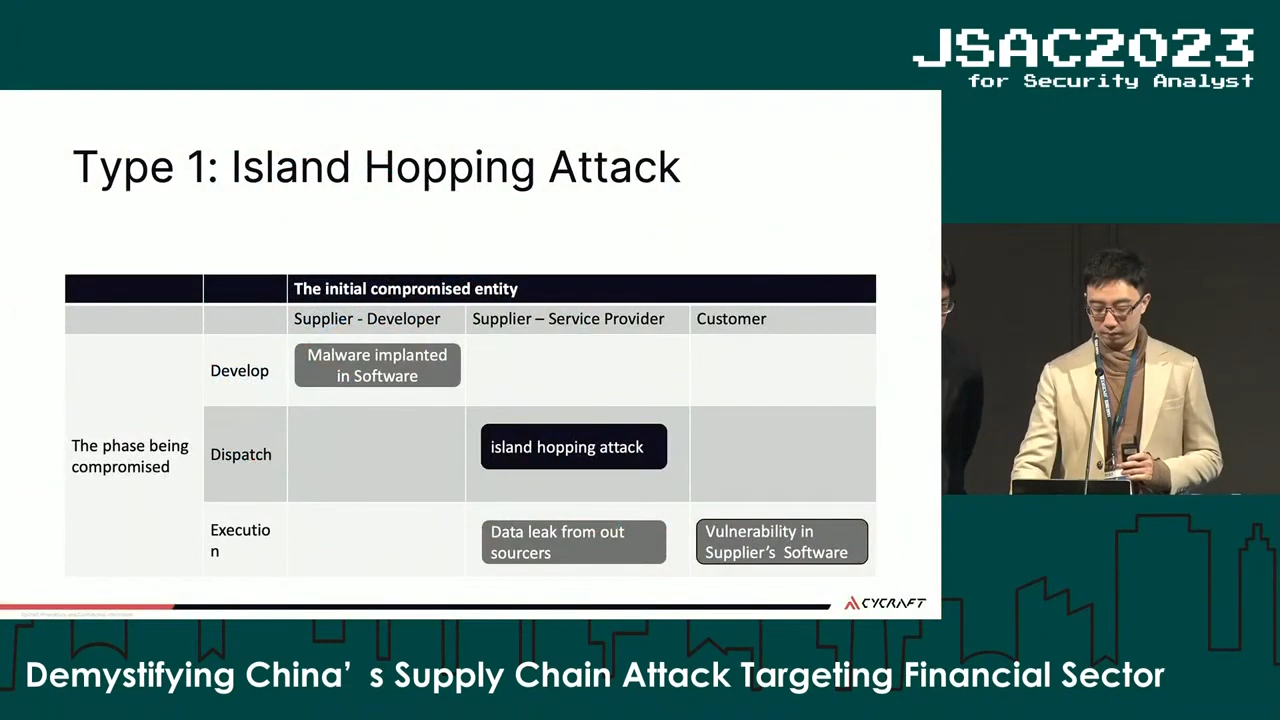 JSAC2023
for Security Analyst
Type 1: Island Hopping Attack
The initial compromised entity
Supplier - Developer
Supplier – Service Provider
Customer
The phase being
compromised
Develop
Malware implanted
in Software
Dispatch
island hopping attack
Executio
n
Data leak from out
sourcers
Vulnerability in
Supplier’s Software
CYCRAFT
Demystifying China’ s Supply Chain Attack Targeting Financial Sector